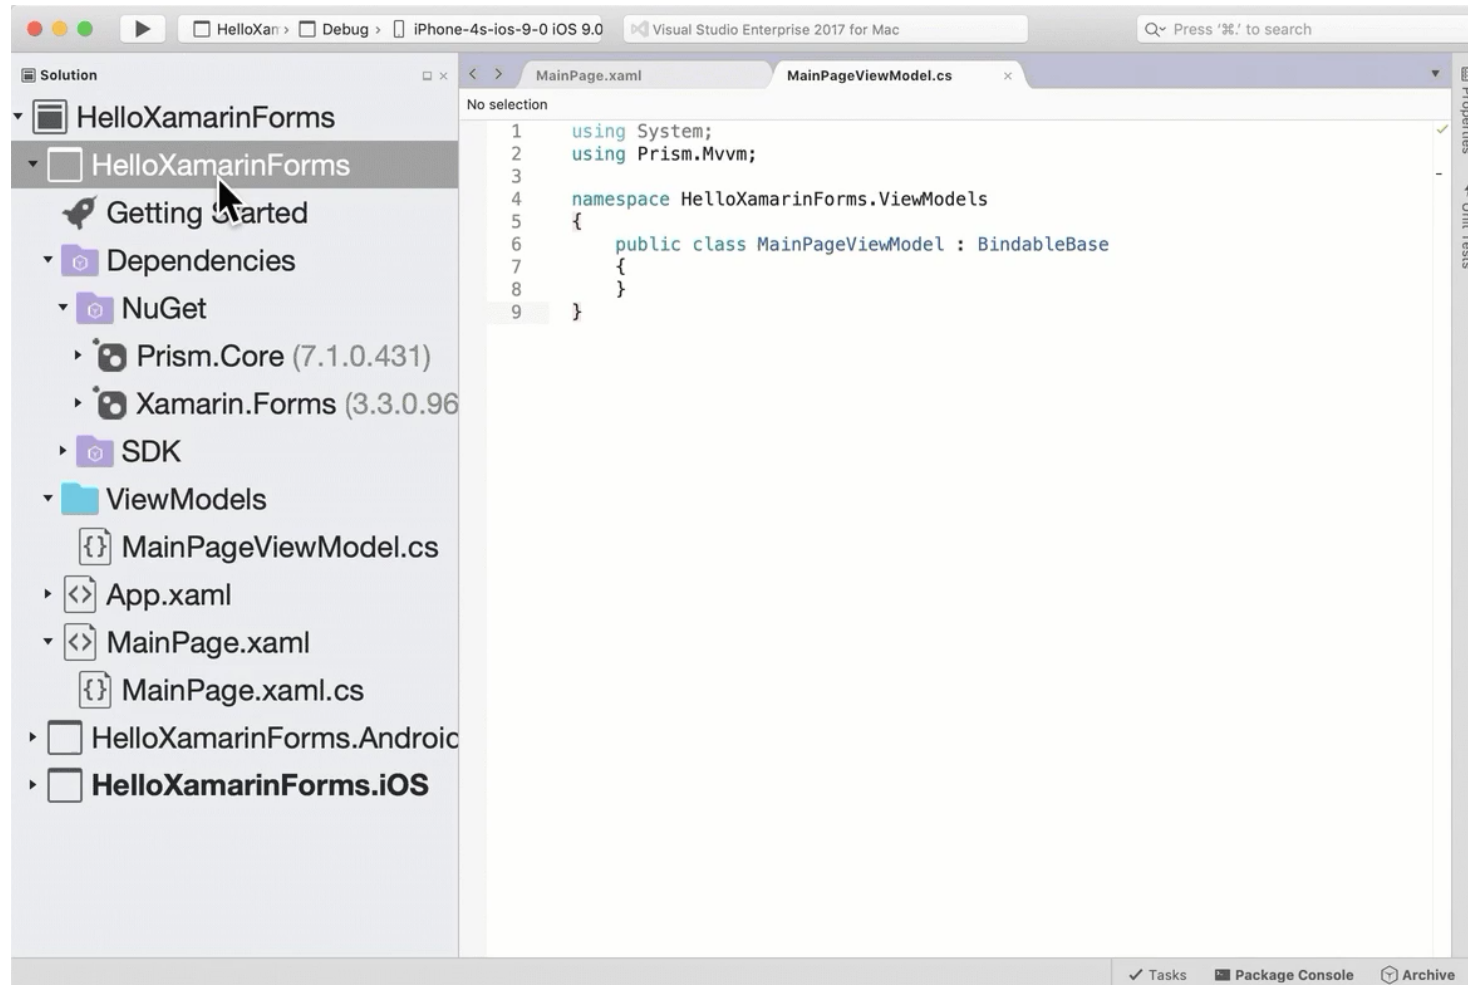 HelloXan › Debug › iPhone-4s-ios-9-0 iOS 9.0
Visual Studio Enterprise 2017 for Mac
Press '⌘.' to search
Solution
HelloXamarinForms
HelloXamarinForms
Getting Started
Dependencies
NuGet
Prism.Core (7.1.0.431)
Xamarin.Forms (3.3.0.96
SDK
ViewModels
{} MainPageViewModel.cs
<> App.xaml
<> MainPage.xaml
{} MainPage.xaml.cs
HelloXamarinForms.Android
HelloXamarinForms.iOS
MainPage.xaml
MainPageViewModel.cs ×
No selection
1 using System;
2 using Prism.Mvvm;
3
4 namespace HelloXamarinForms.ViewModels
5 {
6     public class MainPageViewModel : BindableBase
7     {
8     }
9 }
Properties
Unit Tests
Tasks
Package Console
Archive